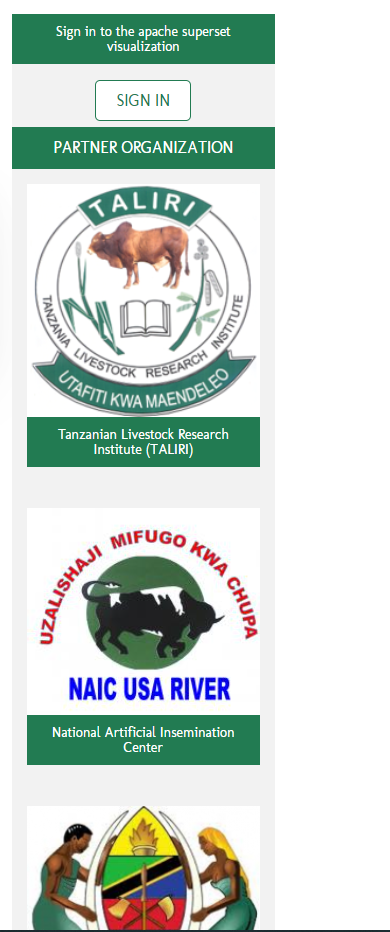 Sign in to the apache superset
visualization
SIGN IN
PARTNER ORGANIZATION
TALIRI
TANZANIA LIVESTOCK RESEARCH INSTITUTE
UTAFITI KWA MAENDELEO
Tanzanian Livestock Research
Institute (TALIRI)
UZALISHAJI MIFUGO KWA CHUPA
NAIC USA RIVER
National Artificial Insemination
Center